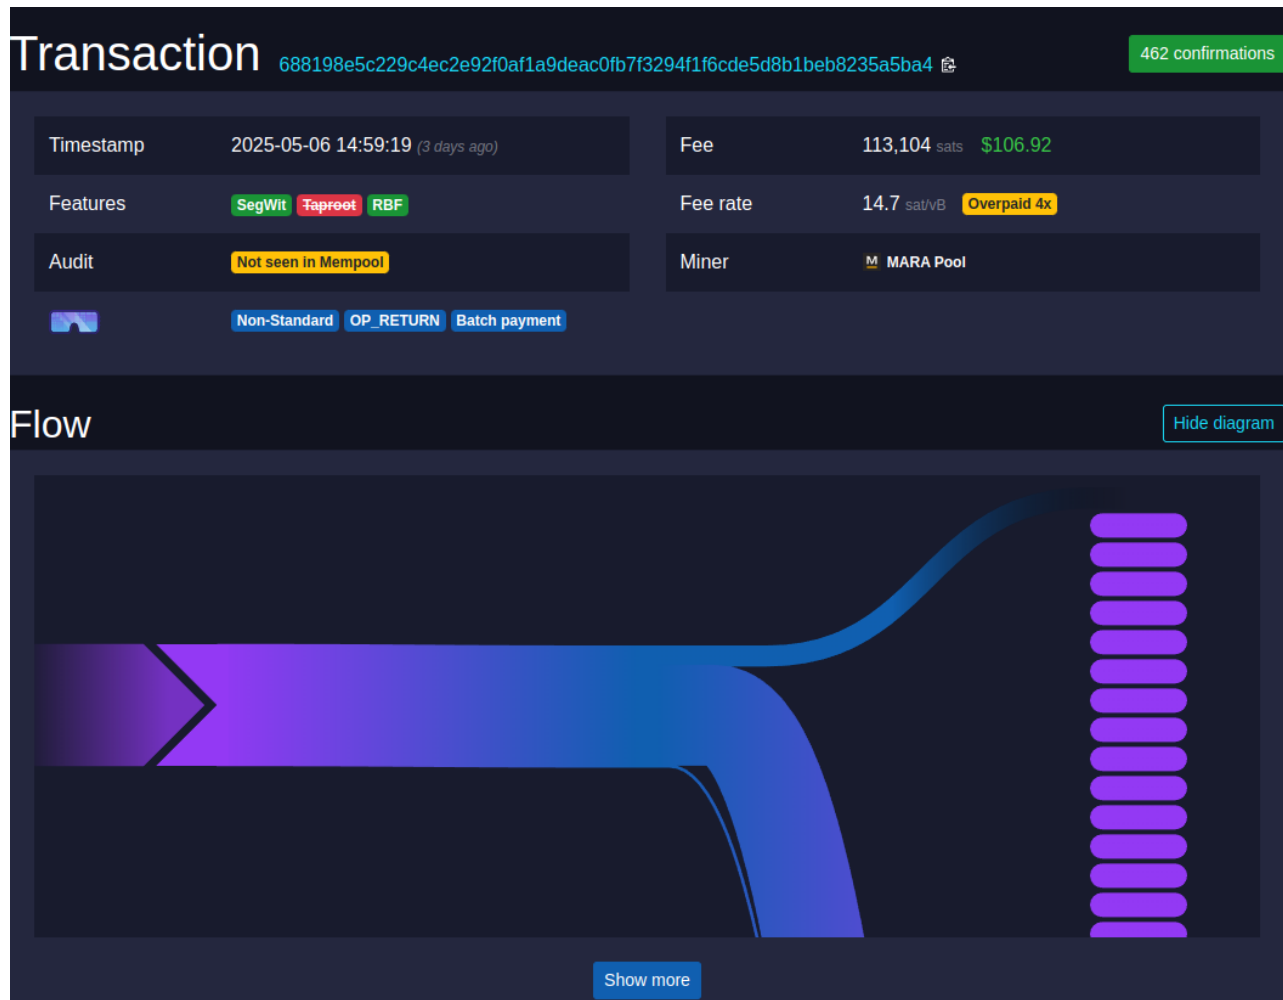 Transaction 688198e5c229c4ec2e92f0af1a9deac0fb7f3294f1f6cde5d8b1beb8235a5ba4 462 confirmations
Timestamp 2025-05-06 14:59:19 (3 days ago)
Fee 113,104 sats $106.92
Features SegWit Taproot RBF
Fee rate 14.7 sat/vB Overpaid 4x
Audit Not seen in Mempool
Miner M MARA Pool
Non-Standard OP_RETURN Batch payment
Flow Hide diagram
Show more